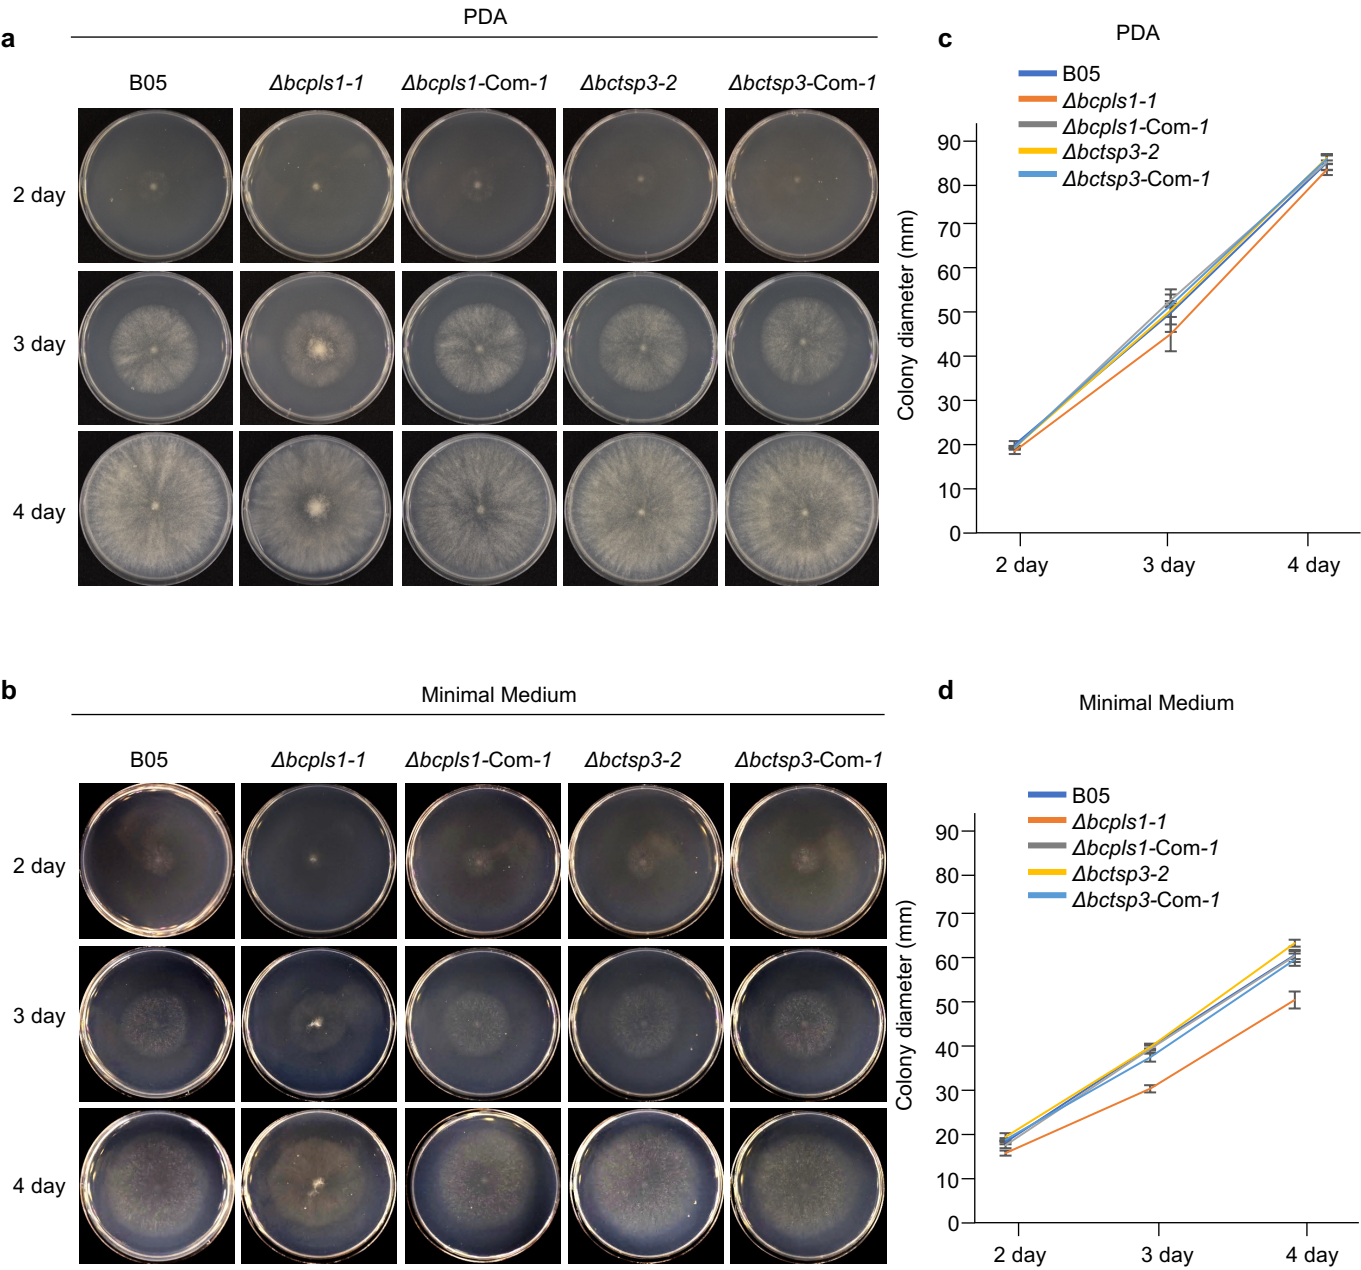 a
PDA
B05 Δbcpls1-1 Δbcpls1-Com-1 Δbctsp3-2 Δbctsp3-Com-1
2 day
3 day
4 day
c
PDA
B05
Δbcpls1-1
Δbcpls1-Com-1
Δbctsp3-2
Δbctsp3-Com-1
Colony diameter (mm)
90
80
70
60
50
40
30
20
10
0
2 day 3 day 4 day
b
Minimal Medium
B05 Δbcpls1-1 Δbcpls1-Com-1 Δbctsp3-2 Δbctsp3-Com-1
2 day
3 day
4 day
d
Minimal Medium
B05
Δbcpls1-1
Δbcpls1-Com-1
Δbctsp3-2
Δbctsp3-Com-1
Colony diameter (mm)
90
80
70
60
50
40
30
20
10
0
2 day 3 day 4 day